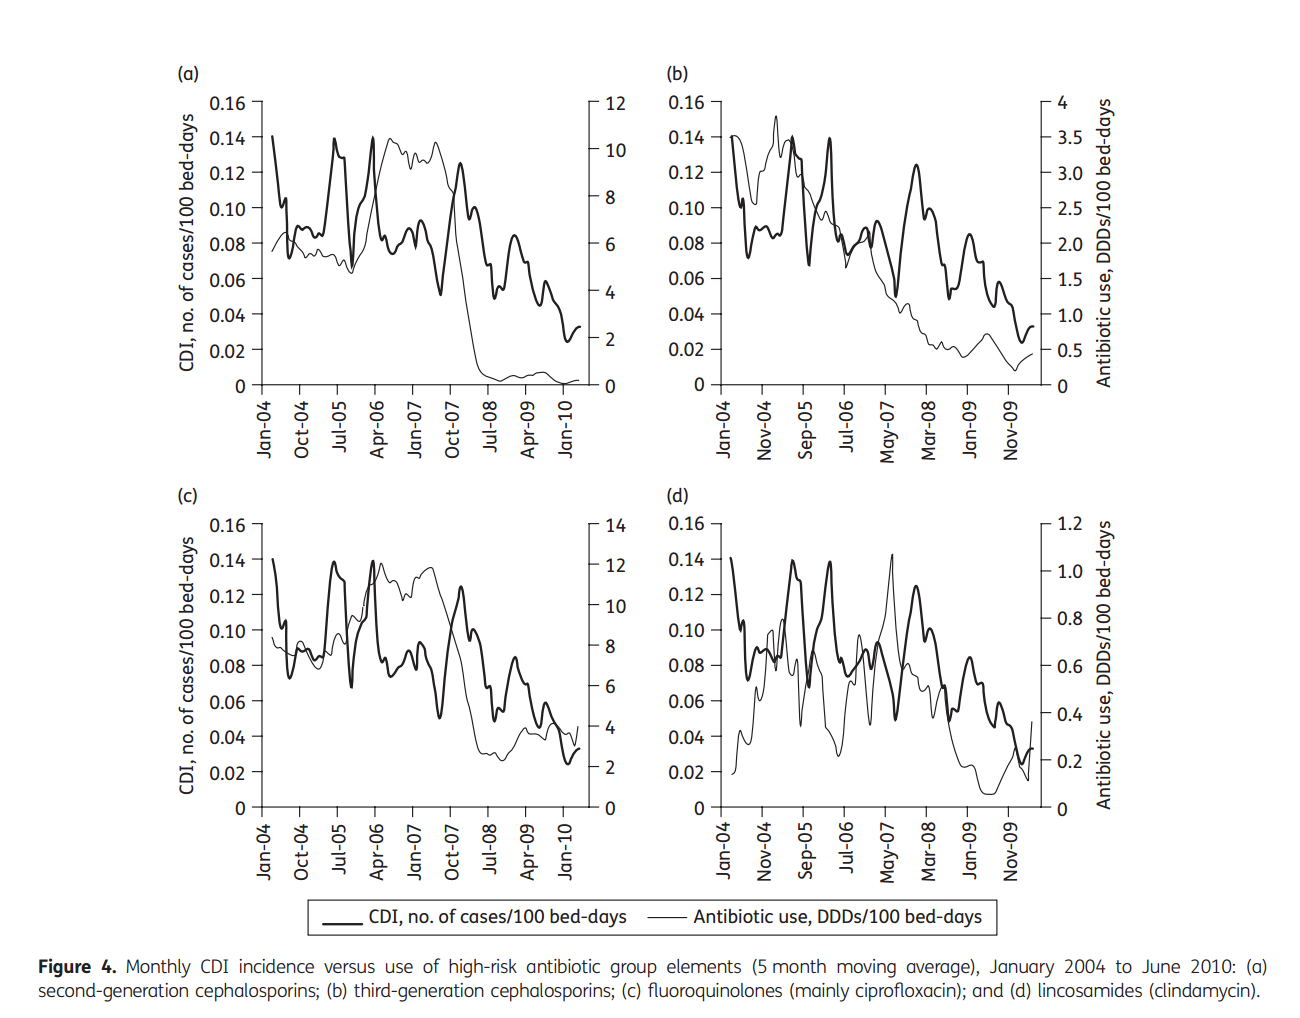 (a)
CDI, no. of cases/100 bed-days
0.16
0.14
0.12
0.10
0.08
0.06
0.04
0.02
0
12
10
8
6
4
2
0
Jan-04
Oct-04
Jul-05
Apr-06
Jan-07
Oct-07
Jul-08
Apr-09
Jan-10
(b)
0.16
0.14
0.12
0.10
0.08
0.06
0.04
0.02
0
4
3.5
3.0
2.5
2.0
1.5
1.0
0.5
0
Antibiotic use, DDDs/100 bed-days
Jan-04
Nov-04
Sep-05
Jul-06
May-07
Mar-08
Jan-09
Nov-09
(c)
CDI, no. of cases/100 bed-days
0.16
0.14
0.12
0.10
0.08
0.06
0.04
0.02
0
14
12
10
8
6
4
2
0
Jan-04
Oct-04
Jul-05
Apr-06
Jan-07
Oct-07
Jul-08
Apr-09
Jan-10
(d)
0.16
0.14
0.12
0.10
0.08
0.06
0.04
0.02
0
1.2
1.0
0.8
0.6
0.4
0.2
0
Antibiotic use, DDDs/100 bed-days
Jan-04
Nov-04
Sep-05
Jul-06
May-07
Mar-08
Jan-09
Nov-09
CDI, no. of cases/100 bed-days
Antibiotic use, DDDs/100 bed-days
Figure 4. Monthly CDI incidence versus use of high-risk antibiotic group elements (5 month moving average), January 2004 to June 2010: (a)
second-generation cephalosporins; (b) third-generation cephalosporins; (c) fluoroquinolones (mainly ciprofloxacin); and (d) lincosamides (clindamycin).